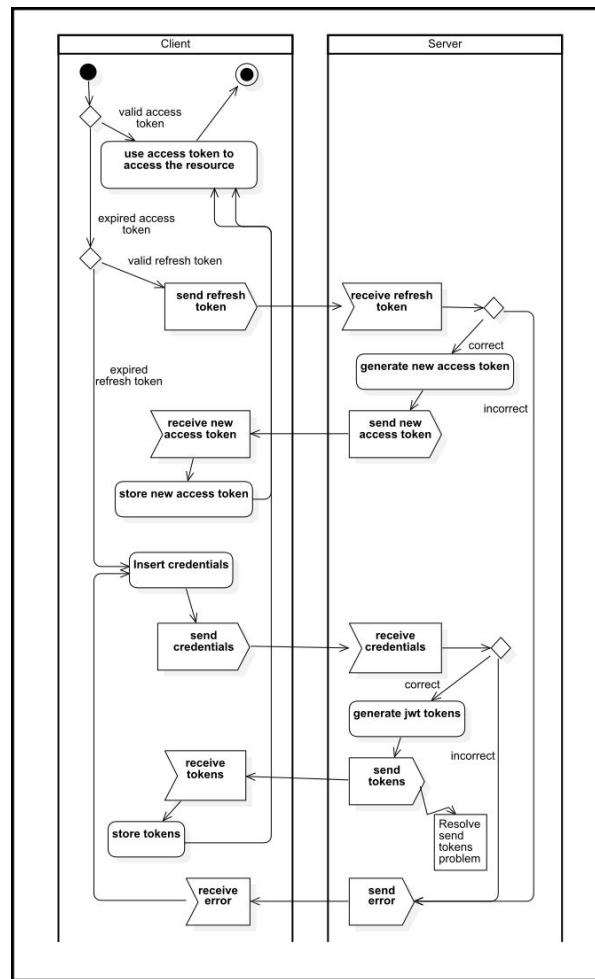 Client
Server
valid access
token
use access token to
access the resource
expired access
token
valid refresh token
send refresh
token
receive refresh
token
correct
expired
refresh token
generate new access token
incorrect
receive new
access token
send new
access token
store new access token
Insert credentials
send
credentials
receive
credentials
correct
generate jwt tokens
incorrect
receive
tokens
send
tokens
Resolve
send
tokens
problem
store tokens
receive
error
send
error